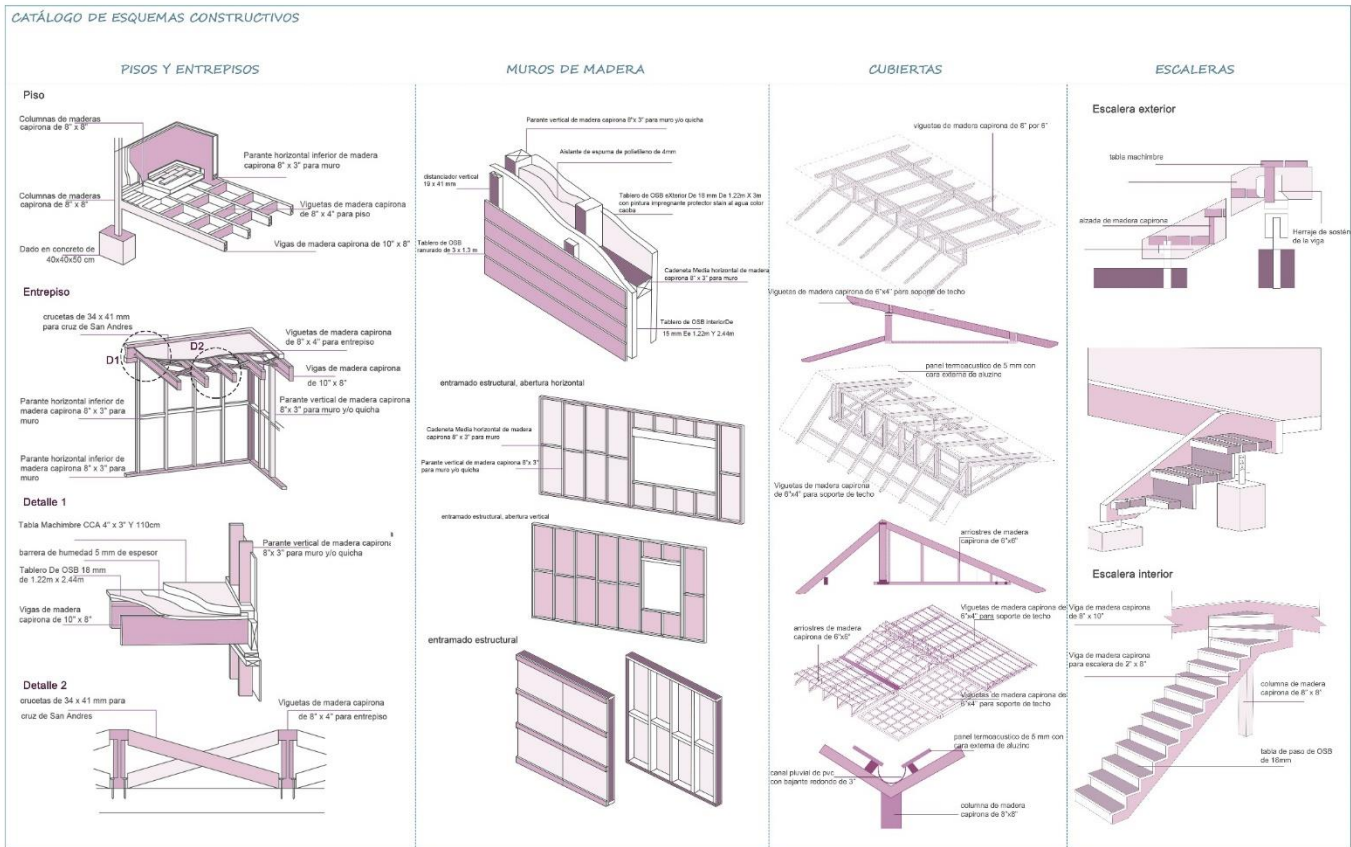 CATÁLOGO DE ESQUEMAS CONSTRUCTIVOS
PISOS Y ENTREPISOS
Piso
Columnas de maderas
capirona de 8" x 8"
Parante horizontal inferior de madera
capirona 8" x 3" para muro
Columnas de maderas
capirona de 8" x 8"
Viguetas de madera capirona
de 8" x 4" para piso
Vigas de madera capirona de 10" x 8"
Dado en concreto de
40x40x50 cm
Entrepiso
crucetas de 34 x 41 mm
para cruz de San Andres
D1
D2
Viguetas de madera capirona
de 8" x 4" para entrepiso
Vigas de madera capirona
de 10" x 8"
Parante horizontal inferior de
madera capirona 8" x 3" para
muro
Parante vertical de madera capirona
8"x 3" para muro y/o quicha
Parante horizontal inferior de
madera capirona 8" x 3" para
muro
Detalle 1
Tabla Machimbre CCA 4" x 3" Y 110cm
Parante vertical de madera capirona
8"x 3" para muro y/o quicha
barrera de humedad 5 mm de espesor
Tablero De OSB 18 mm
de 1.22m x 2.44m
Vigas de madera
capirona de 10" x 8"
Detalle 2
crucetas de 34 x 41 mm para
cruz de San Andres
Viguetas de madera capirona
de 8" x 4" para entrepiso
MUROS DE MADERA
Parante vertical de madera capirona 8"x 3" para muro y/o quicha
Aislante de espuma de polietileno de 4mm
distanciador vertical
19 x 41 mm
Tablero de OSB eXterior De 18 mm De 1.22m X 3m
con pintura impregnante protector stain al agua color
caoba
Tablero de OSB
ranurado de 3 x 1.3 m
Cadeneta Media horizontal de madera
capirona 8" x 3" para muro
Tablero de OSB interiorDe
15 mm De 1.22m Y 2.44m
entramado estructural, abertura horizontal
Cadeneta Media horizontal de madera
capirona 8" x 3" para muro
Parante vertical de madera capirona 8"x 3"
para muro y/o quicha
entramado estructural, abertura vertical
entramado estructural
CUBIERTAS
viguetas de madera capirona de 8" por 6"
Viguetas de madera capirona de 6"x4" para soporte de techo
panel termoacustico de 5 mm con
cara externa de aluzinc
Viguetas de madera capirona
de 6"x4" para soporte de techo
arriostres de madera
capirona de 6"x6"
Viguetas de madera capirona de
6"x4" para soporte de techo
arriostres de madera
capirona de 6"x6"
Viguetas de madera capirona de
6"x4" para soporte de techo
panel termoacustico de 5 mm con
cara externa de aluzinc
canal pluvial de pvc
con bajante redondo de 3"
columna de madera
capirona de 8"x8"
ESCALERAS
Escalera exterior
tabla machimbre
alzada de madera capirona
Herraje de sostén
de la viga
Escalera interior
Viga de madera capirona
de 8" x 10"
Viga de madera capirona
para escalera de 2" x 8"
columna de madera
capirona de 8" x 8"
tabla de paso de OSB
de 18mm